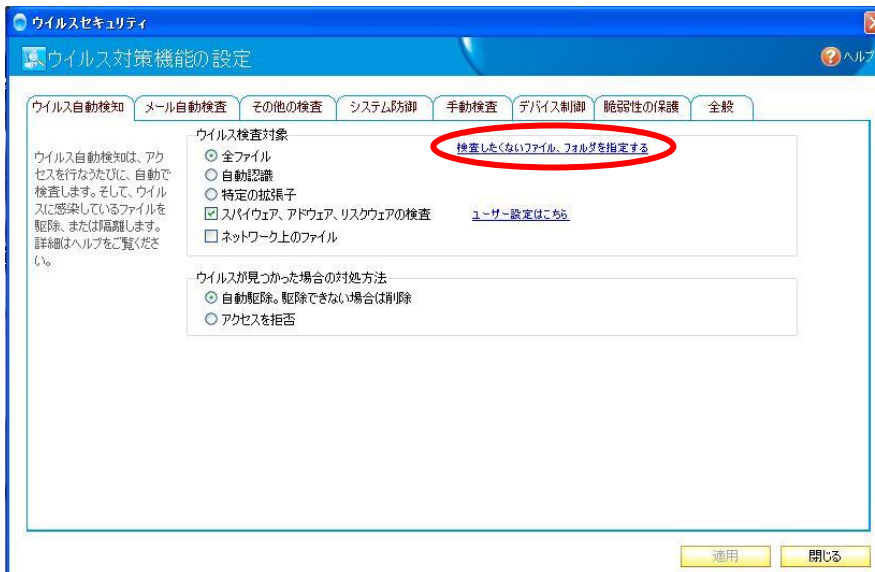 ウイルスセキュリティ
ウイルス対策機能の設定
ヘルプ
ウイルス自動検知 メール自動検査 その他の検査 システム防御 手動検査 デバイス制御 脆弱性の保護 全般
ウイルス自動検知は、アク
セスを行なうたびに、自動で
検査します。そして、ウイル
スに感染しているファイルを
駆除、または隔離します。
詳細はヘルプをご覧くださ
い。
ウイルス検査対象
検査したくないファイル、フォルダを指定する
全ファイル
自動認識
特定の拡張子
スパイウェア、アドウェア、リスクウェアの検査
ユーザー設定はこちら
ネットワーク上のファイル
ウイルスが見つかった場合の対処方法
自動駆除。駆除できない場合は削除
アクセスを拒否
適用
閉じる